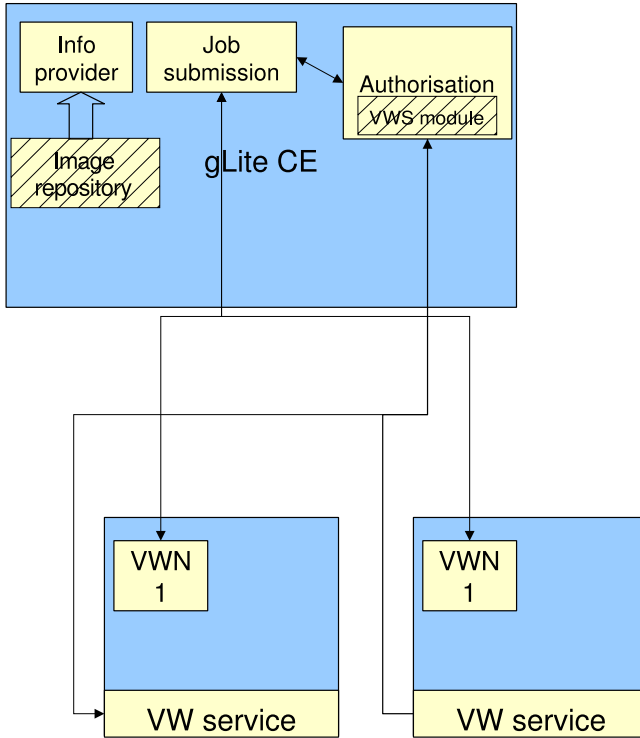 Info
provider
Job
submission
Authorisation
VWS module
Image
repository
gLite CE
VWN
1
VWN
1
VW service
VW service